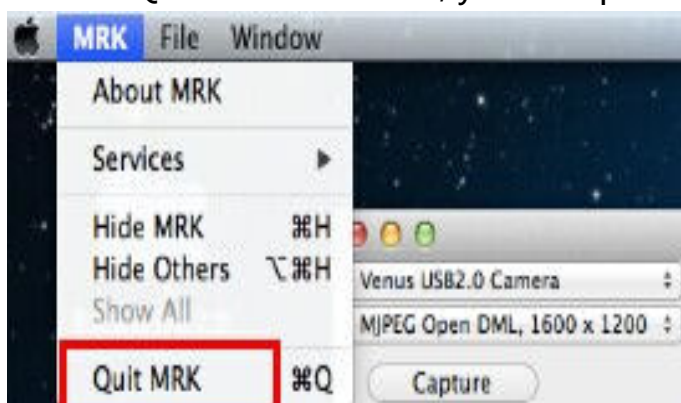 MRK File Window
About MRK
Services
Hide MRK ⌘H
Hide Others ⌥⌘H
Show All
Quit MRK ⌘Q
Venus USB2.0 Camera
MJPEG Open DML, 1600 x 1200
Capture